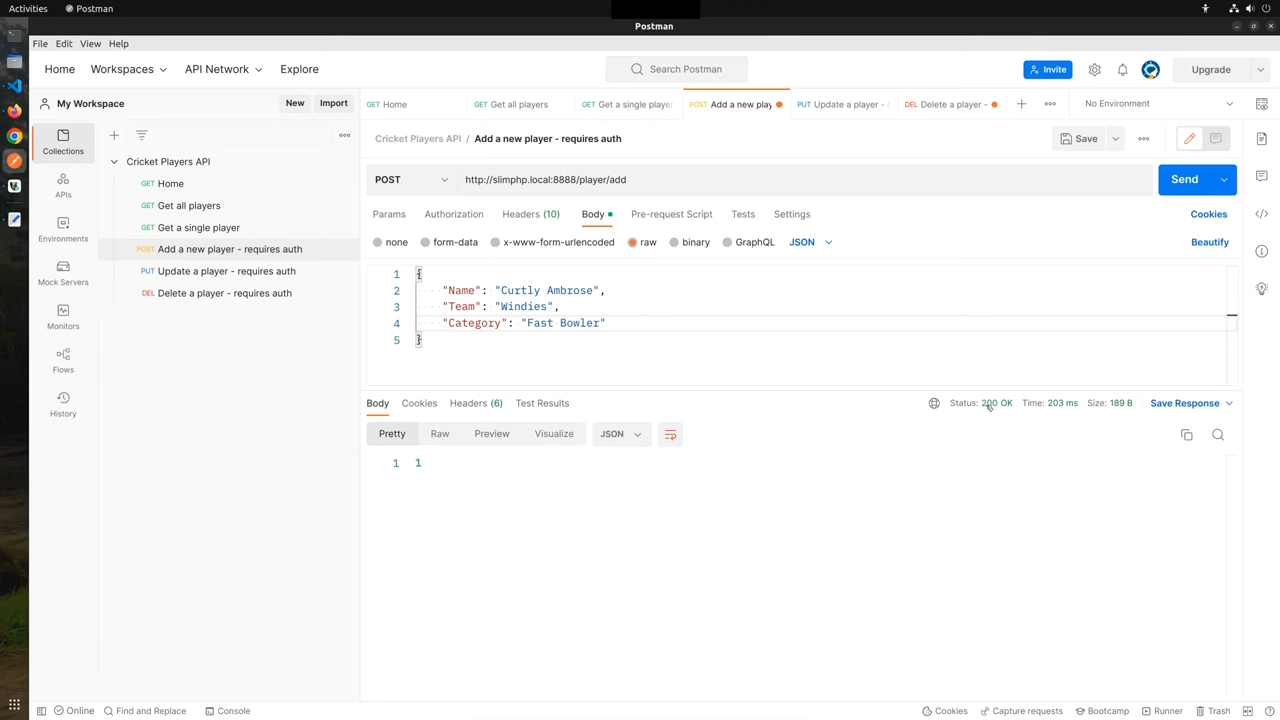 Activities
Postman
Postman
File Edit View Help
Home Workspaces API Network Explore
Search Postman
Invite
Upgrade
My Workspace
New Import
Home
Get all players
GET Home
GET Get all players
GET Get a single player
POST Add a new play
PUT Update a player -
DEL Delete a player -
No Environment
Collections
APIs
Environments
Mock Servers
Monitors
Flows
History
Cricket Players API
GET Home
GET Get all players
GET Get a single player
POST Add a new player - requires auth
PUT Update a player - requires auth
DEL Delete a player - requires auth
Cricket Players API / Add a new player - requires auth
Save
POST http://slimphp.local:8888/player/add
Send
Params Authorization Headers (10) Body Pre-request Script Tests Settings
Cookies
none form-data x-www-form-urlencoded raw binary GraphQL JSON
Beautify
1 {
2 "Name": "Curtly Ambrose",
3 "Team": "Windies",
4 "Category": "Fast Bowler"
5 }
Body Cookies Headers (6) Test Results
Status: 200 OK Time: 203 ms Size: 189 B Save Response
Pretty Raw Preview Visualize JSON
1 1
Online Find and Replace Console
Cookies Capture requests Bootcamp Runner Trash